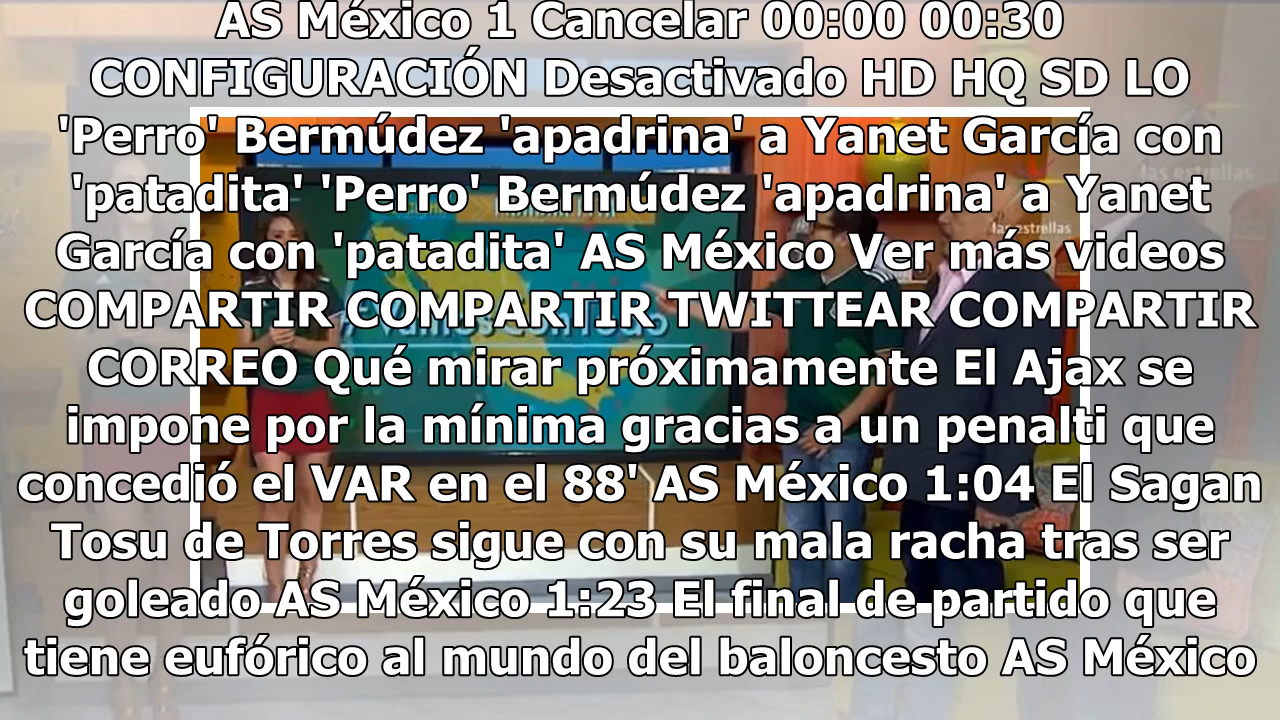 AS México 1 Cancelar 00:00 00:30
CONFIGURACIÓN Desactivado HD HQ SD LO
'Perro' Bermúdez 'apadrina' a Yanet García con
'patadita' 'Perro' Bermúdez 'apadrina' a Yanet
García con 'patadita' AS México Ver más videos
COMPARTIR COMPARTIR TWITTEAR COMPARTIR
CORREO Qué mirar próximamente El Ajax se
impone por la mínima gracias a un penalti que
concedió el VAR en el 88' AS México 1:04 El Sagan
Tosu de Torres sigue con su mala racha tras ser
goleado AS México 1:23 El final de partido que
tiene eufórico al mundo del baloncesto AS México
las estrellas
las estrellas